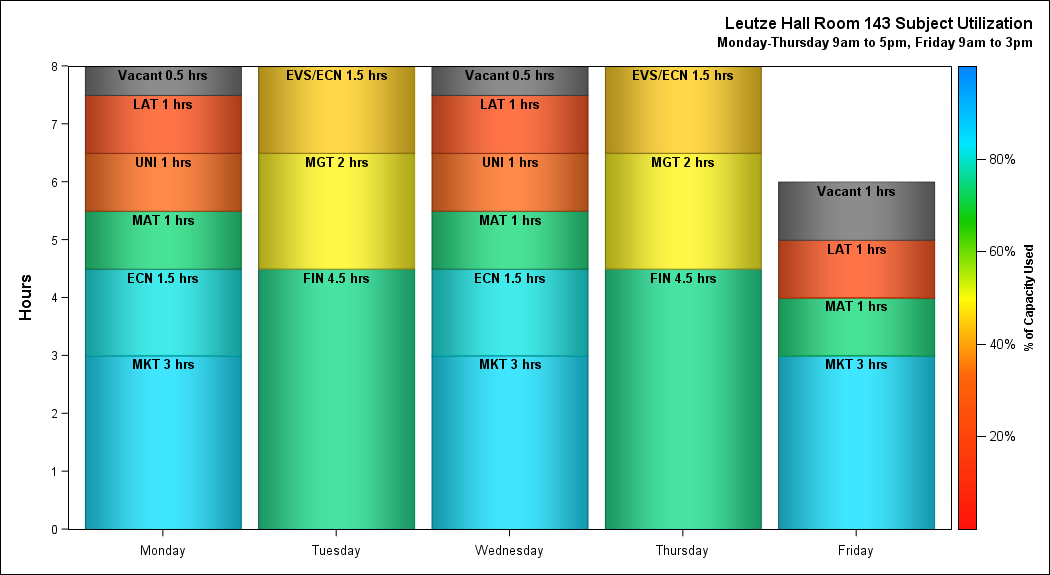 Leutze Hall Room 143 Subject Utilization
Monday-Thursday 9am to 5pm, Friday 9am to 3pm
Hours
8
7
6
5
4
3
2
1
0
Vacant 0.5 hrs
LAT 1 hrs
UNI 1 hrs
MAT 1 hrs
ECN 1.5 hrs
MKT 3 hrs
Monday
EVS/ECN 1.5 hrs
MGT 2 hrs
FIN 4.5 hrs
Tuesday
Vacant 0.5 hrs
LAT 1 hrs
UNI 1 hrs
MAT 1 hrs
ECN 1.5 hrs
MKT 3 hrs
Wednesday
EVS/ECN 1.5 hrs
MGT 2 hrs
FIN 4.5 hrs
Thursday
Vacant 1 hrs
LAT 1 hrs
MAT 1 hrs
MKT 3 hrs
Friday
80%
60%
40%
20%
% of Capacity Used